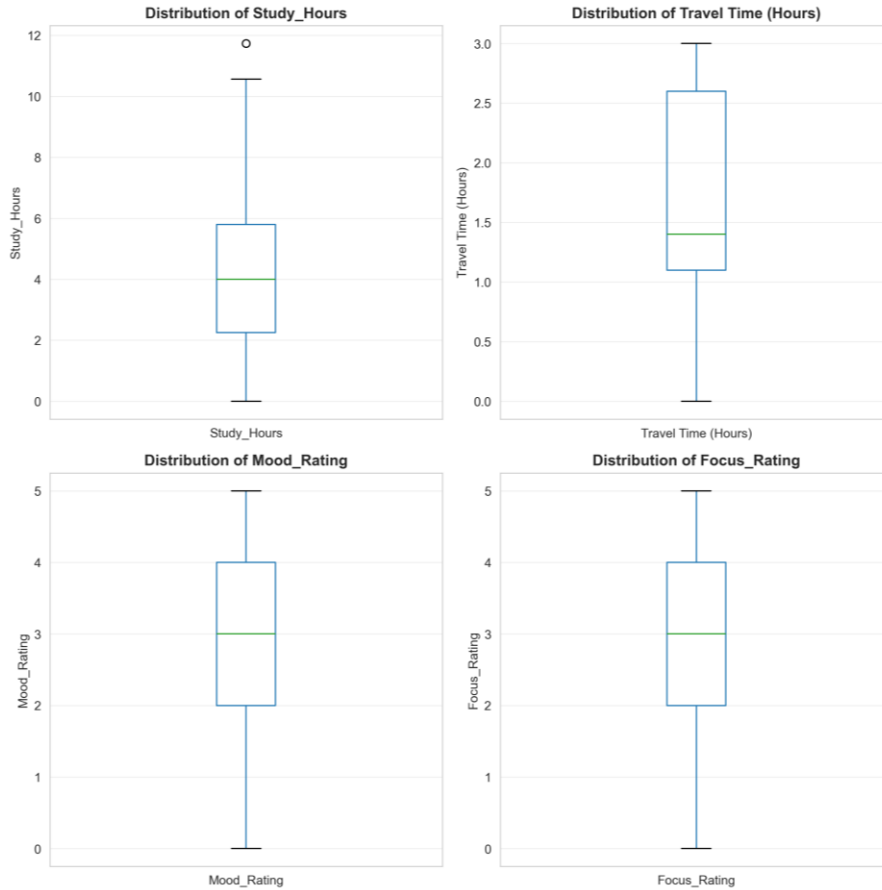 Distribution of Study_Hours
12
10
8
6
4
2
0
Study_Hours
Study_Hours
Distribution of Travel Time (Hours)
3.0
2.5
2.0
1.5
1.0
0.5
0.0
Travel Time (Hours)
Travel Time (Hours)
Distribution of Mood_Rating
5
4
3
2
1
0
Mood_Rating
Mood_Rating
Distribution of Focus_Rating
5
4
3
2
1
0
Focus_Rating
Focus_Rating